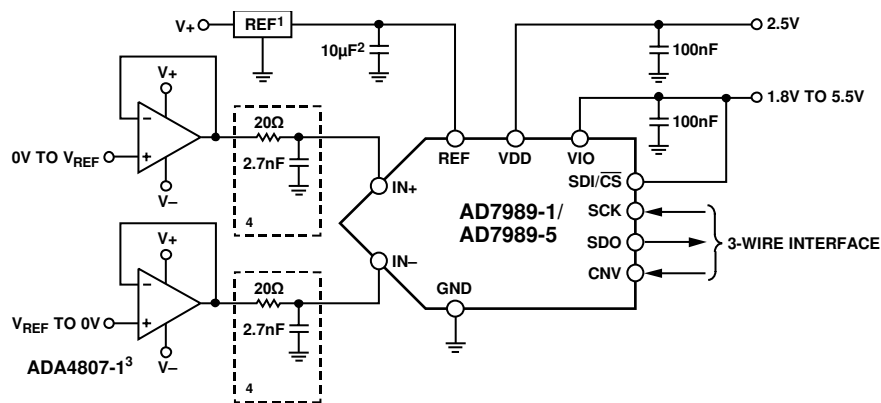 V+
REF1
10µF2
100nF
2.5V
1.8V TO 5.5V
100nF
V+
−
+
0V TO VREF
V−
20Ω
2.7nF
4
REF
VDD
VIO
IN+
IN−
GND
AD7989-1/
AD7989-5
SDI/CS
SCK
SDO
CNV
3-WIRE INTERFACE
V+
−
+
VREF TO 0V
V−
ADA4807-13
20Ω
2.7nF
4